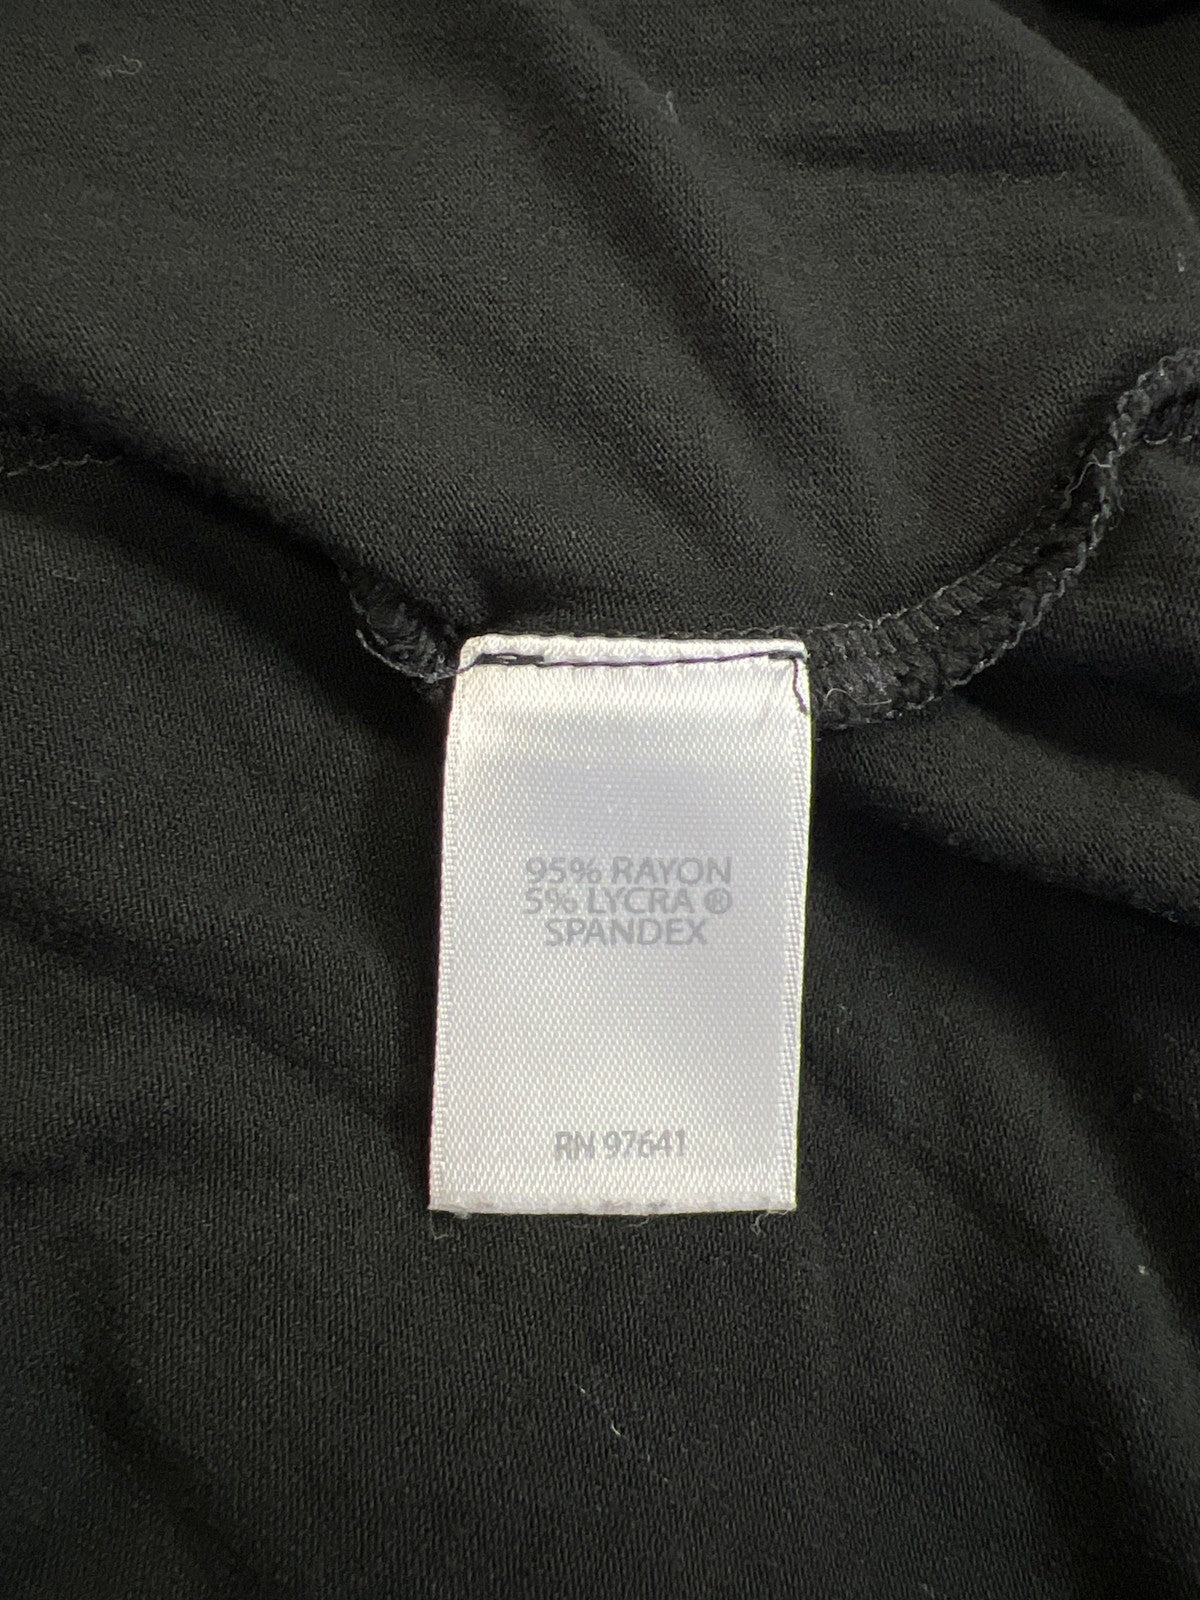 95% RAYON
5% LYCRA ®
SPANDEX
RN 97641